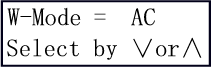 W-Mode =  AC
Select by ∨or∧